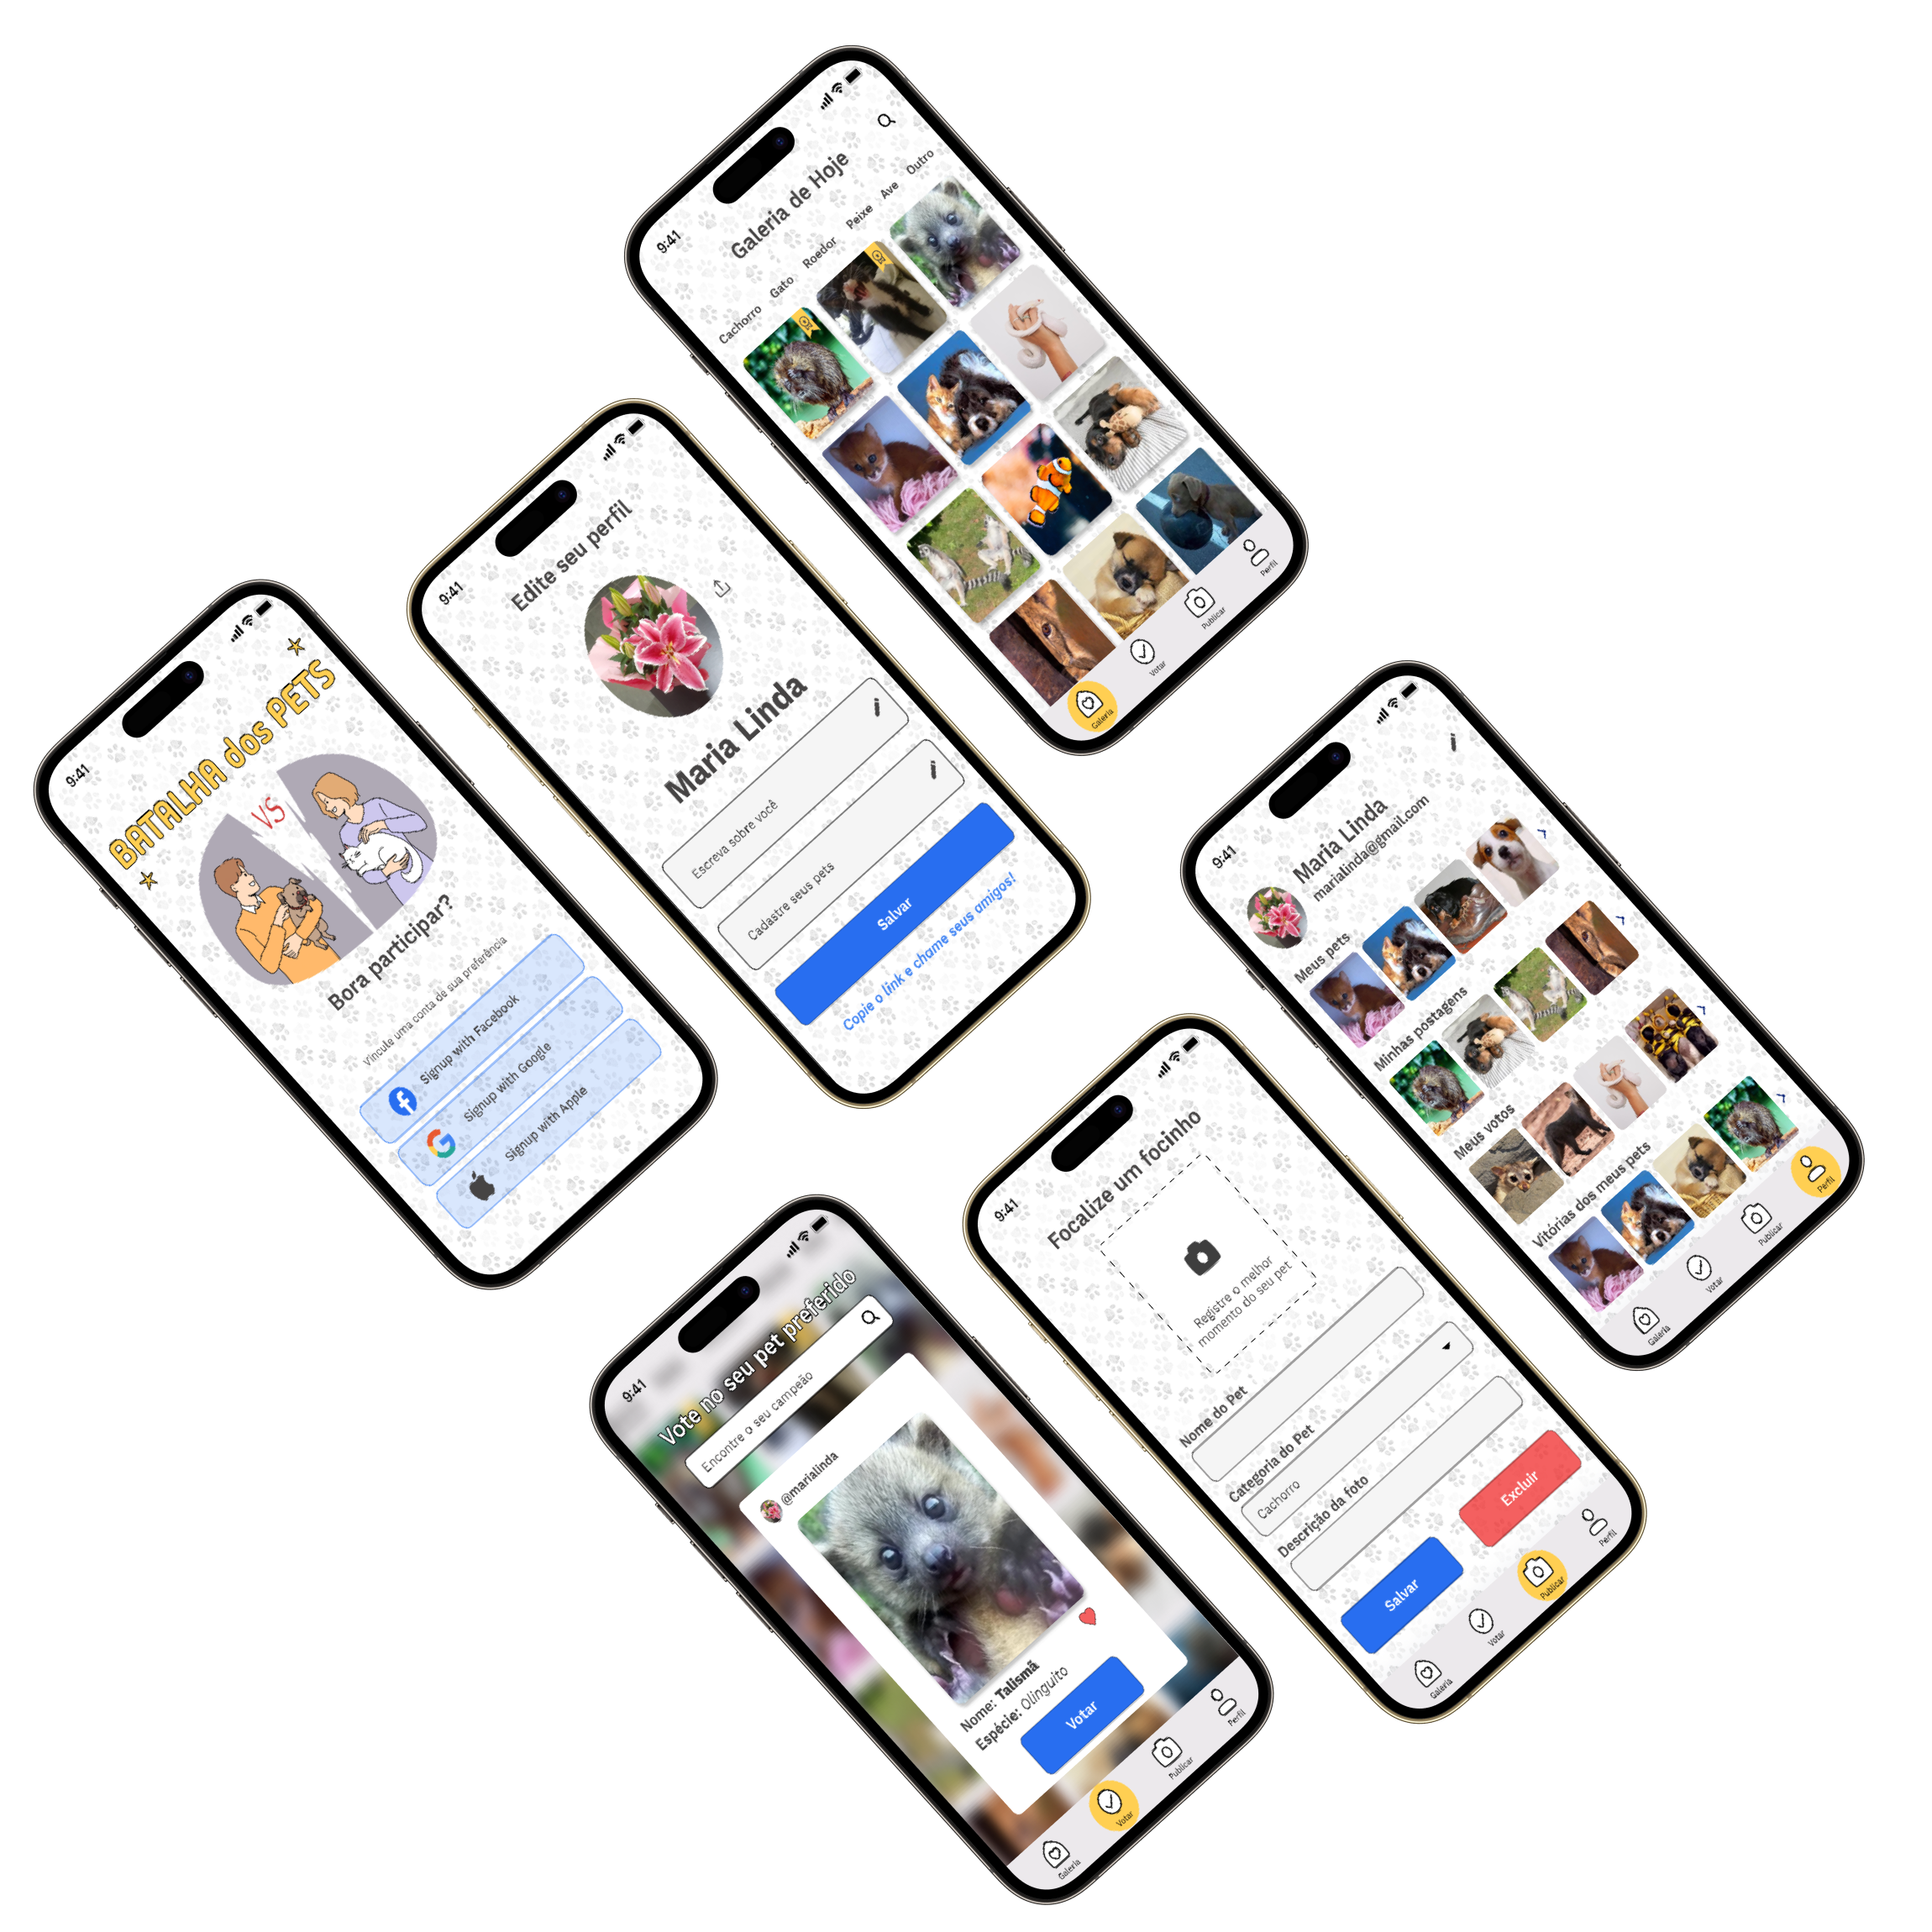 9:41
Galeria de Hoje
Cachorro Gato Roedor Peixe Ave Outro
Galeria Votar Publicar Perfil
9:41
Edite seu perfil
Maria Linda
Escreva sobre você
Cadastre seus pets
Salvar
Copie o link e chame seus amigos!
9:41
BATALHA dos PETS
VS
Bora participar?
Vincule uma conta de sua preferência
Signup with Facebook
Signup with Google
Signup with Apple
9:41
Maria Linda
marialinda@gmail.com
Meus pets
Minhas postagens
Meus votos
Vitórias dos meus pets
Galeria Votar Publicar Perfil
9:41
Focalize um focinho
Registre o melhor
momento do seu pet
Nome do Pet
Categoria do Pet
Cachorro
Descrição da foto
Salvar Excluir
Galeria Votar Publicar Perfil
9:41
Vote no seu pet preferido
Encontre o seu campeão
@marialinda
Nome: Talismã
Espécie: Olinguito
Votar
Galeria Votar Publicar Perfil